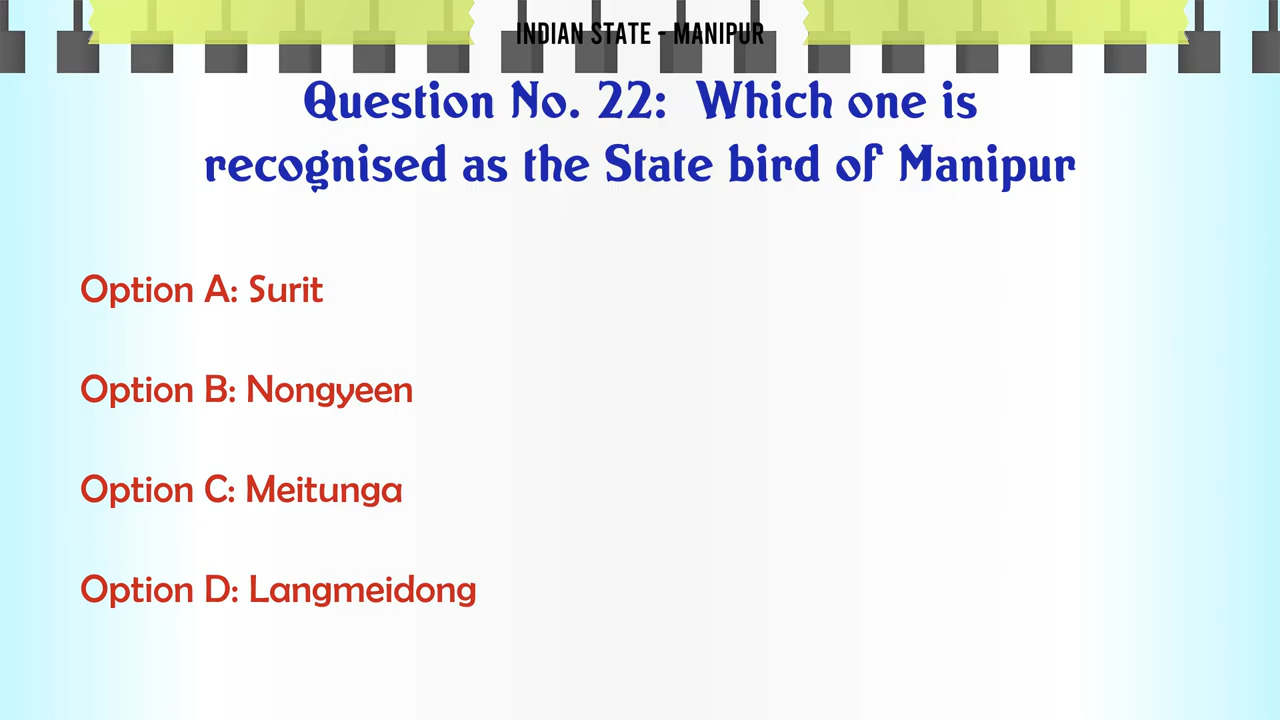 INDIAN STATE - MANIPUR
Question No. 22: Which one is
recognised as the State bird of Manipur
Option A: Surit
Option B: Nongyeen
Option C: Meitunga
Option D: Langmeidong